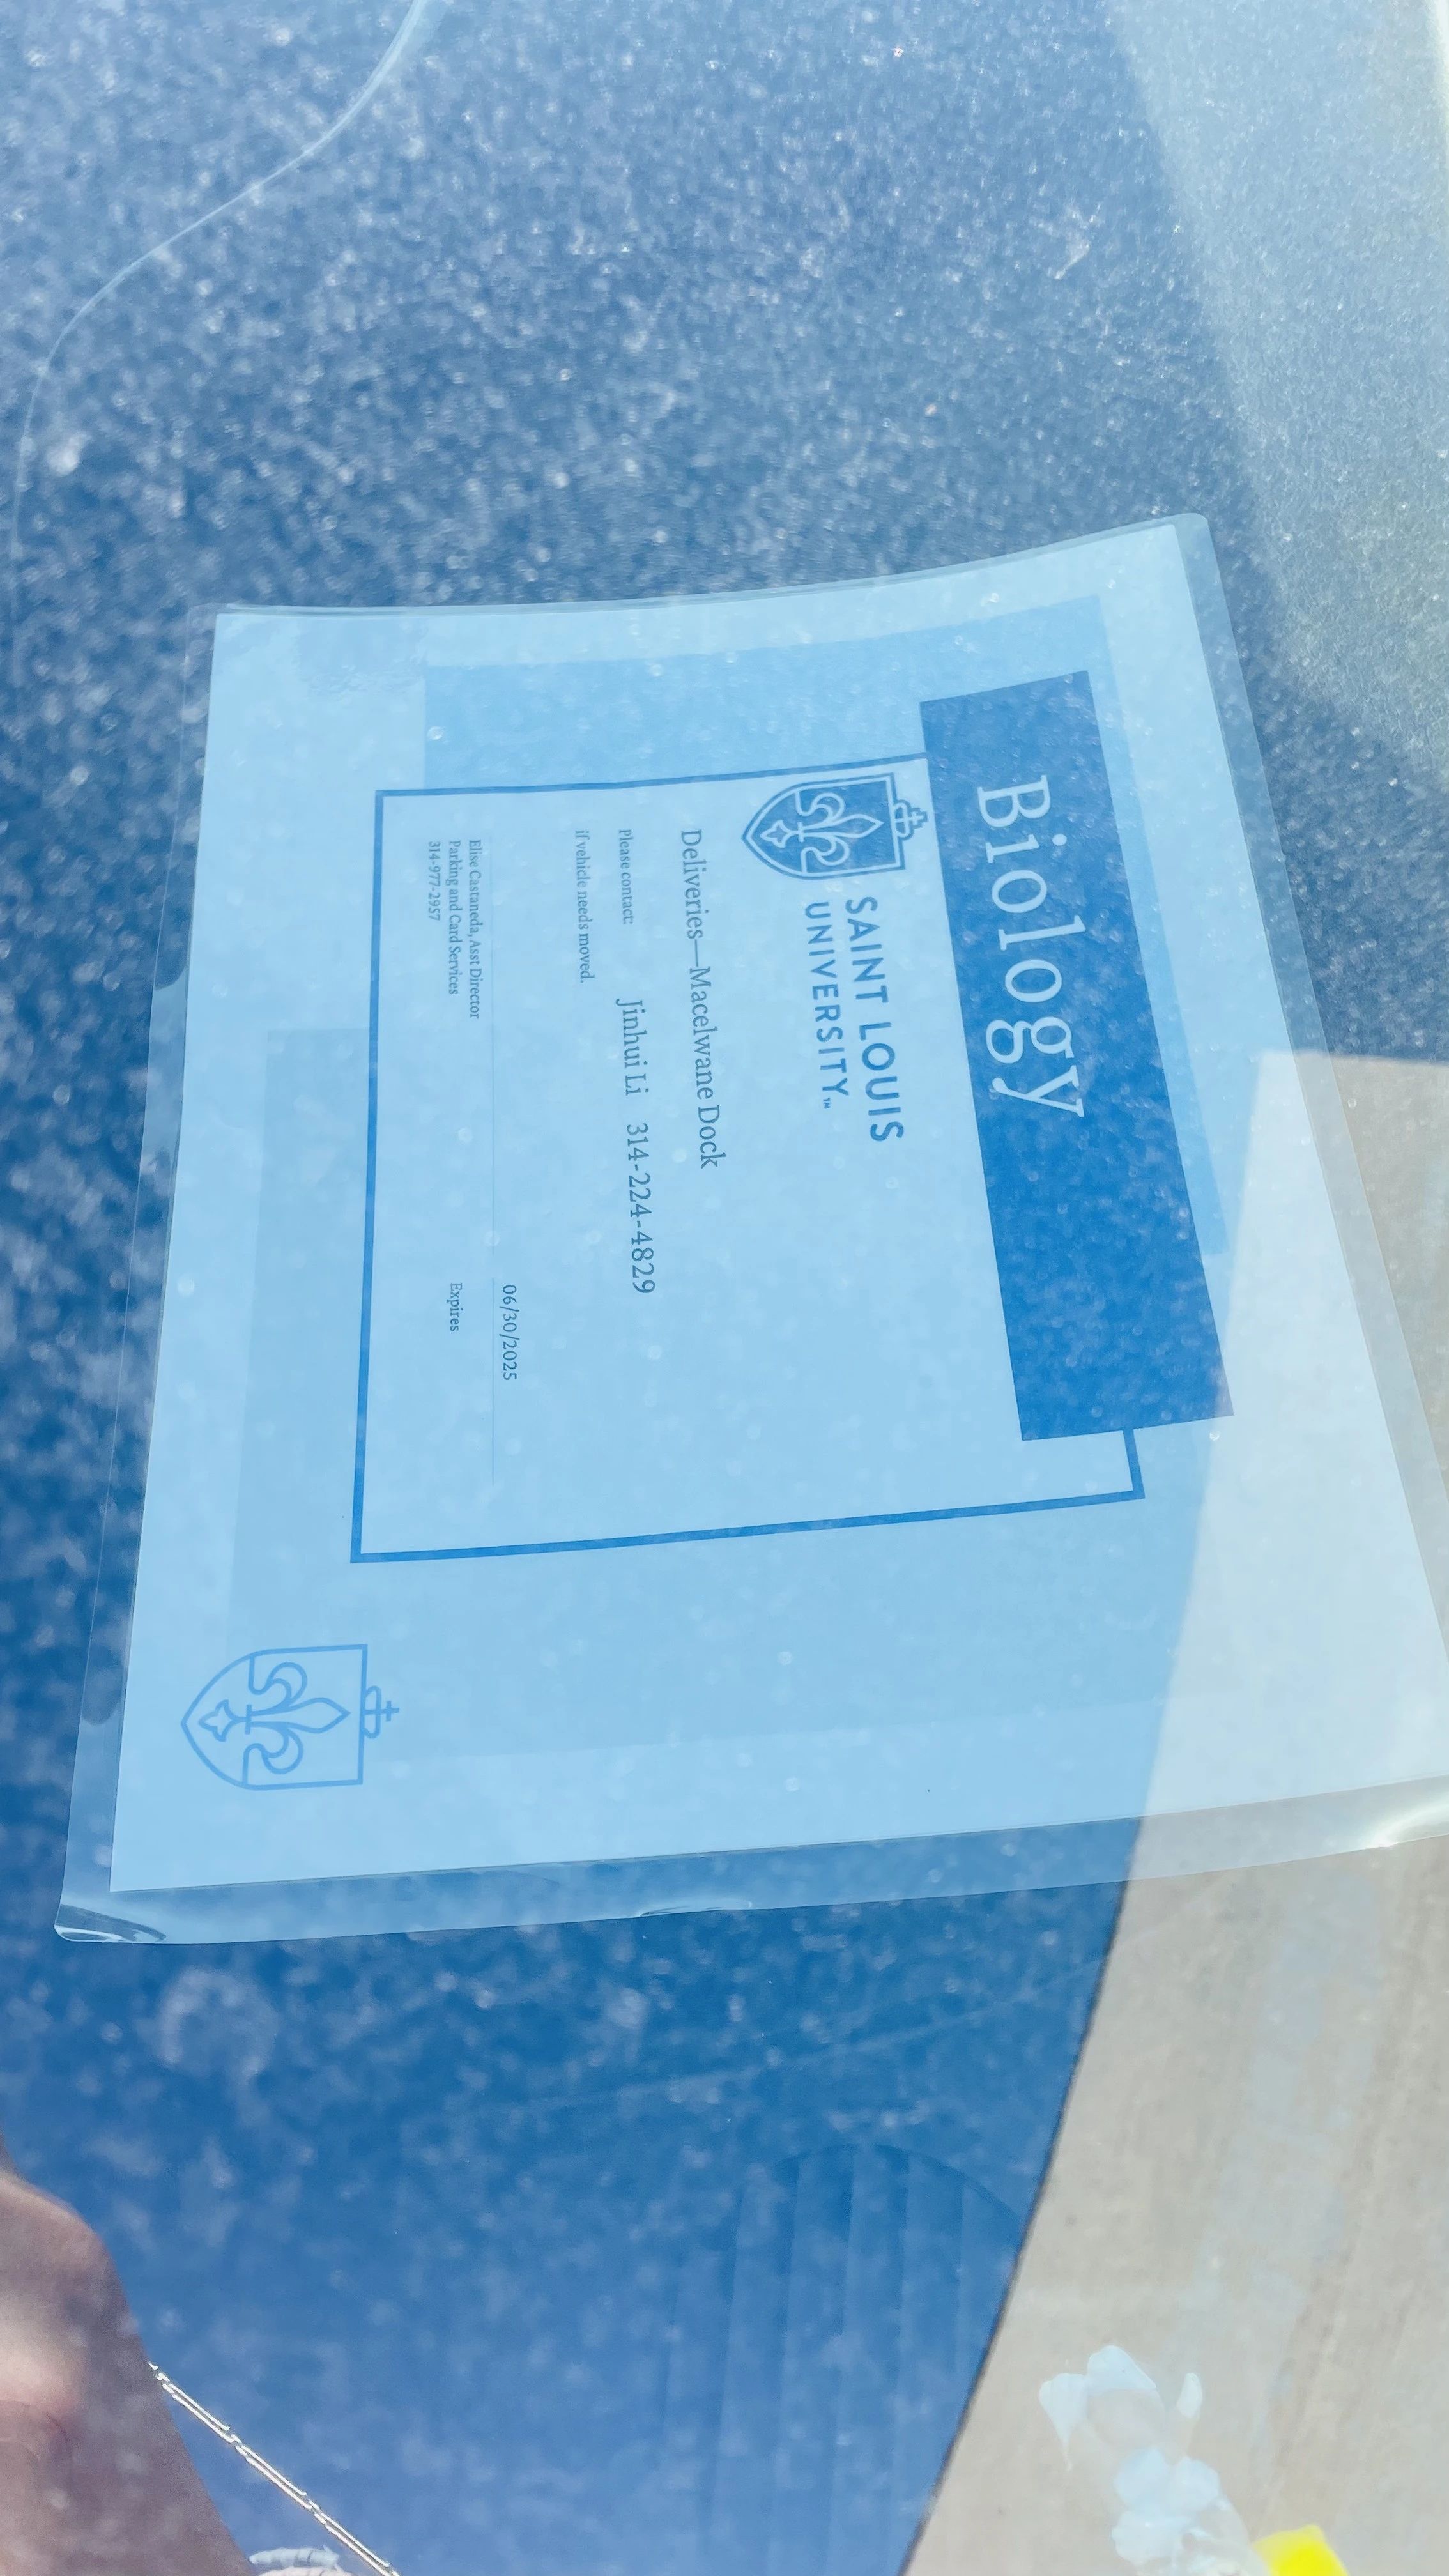 Biology
SAINT LOUIS
UNIVERSITY™
Deliveries—Macelwane Dock
Please contact: Jinhui Li 314-224-4829
if vehicle needs moved.
06/30/2025
Elise Castaneda, Asst Director
Parking and Card Services
314-977-2957
Expires